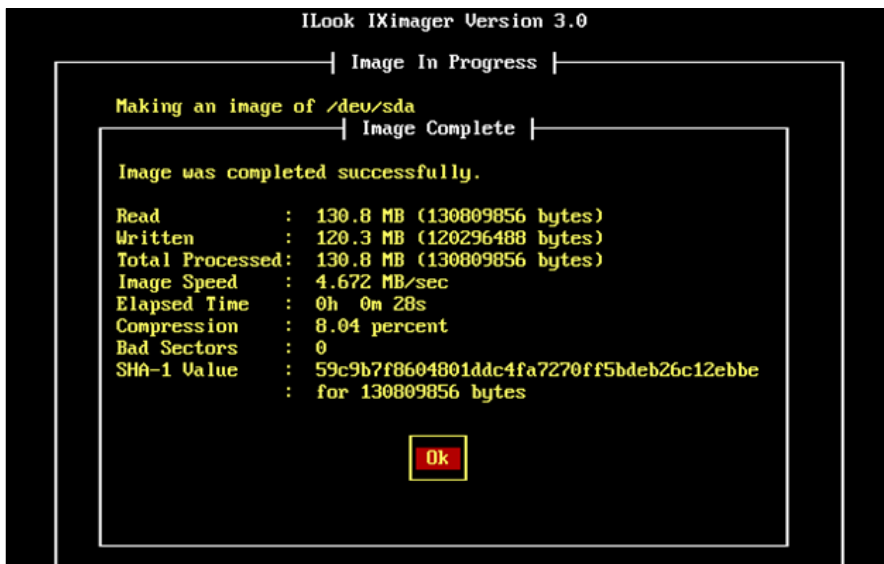 ILook IXimager Version 3.0
Image In Progress
Making an image of /dev/sda
Image Complete
Image was completed successfully.
Read : 130.8 MB (130809856 bytes)
Written : 120.3 MB (120296488 bytes)
Total Processed: 130.8 MB (130809856 bytes)
Image Speed : 4.672 MB/sec
Elapsed Time : 0h 0m 28s
Compression : 8.04 percent
Bad Sectors : 0
SHA-1 Value : 59c9b7f8604801ddc4fa7270ff5bdeb26c12ebbe
: for 130809856 bytes
Ok